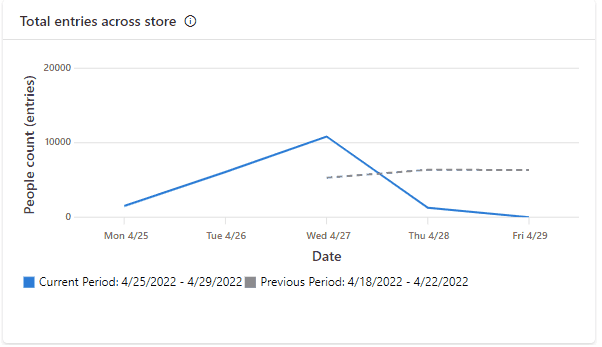 Total entries across store
20000
10000
0
People count (entries)
Mon 4/25 Tue 4/26 Wed 4/27 Thu 4/28 Fri 4/29
Date
Current Period: 4/25/2022 - 4/29/2022 Previous Period: 4/18/2022 - 4/22/2022